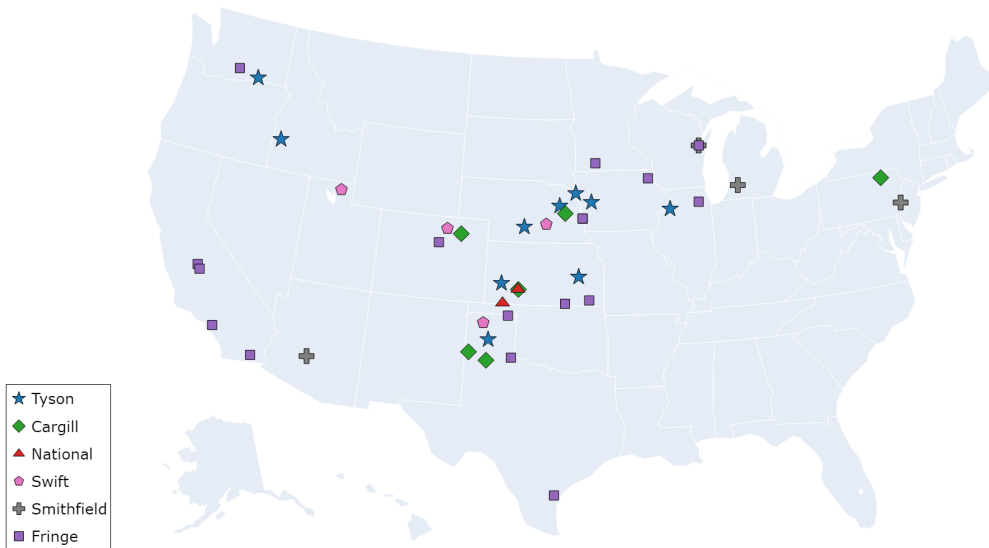 Tyson
Cargill
National
Swift
Smithfield
Fringe